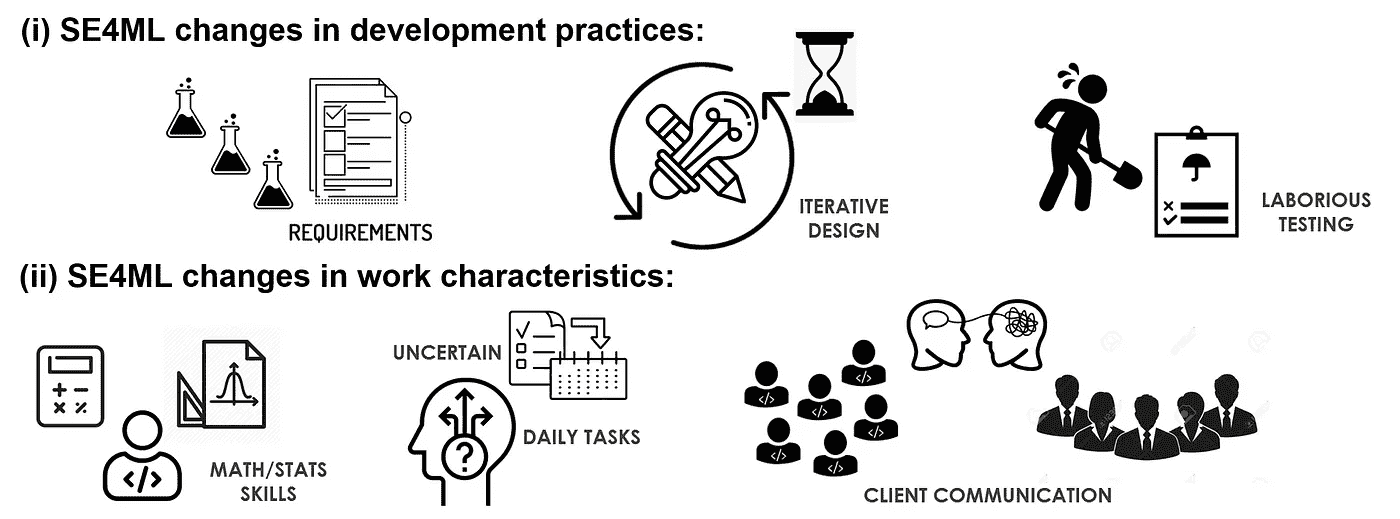 (i) SE4ML changes in development practices:
REQUIREMENTS
ITERATIVE
DESIGN
LABORIOUS
TESTING
(ii) SE4ML changes in work characteristics:
MATH/STATS
SKILLS
UNCERTAIN
DAILY TASKS
CLIENT COMMUNICATION